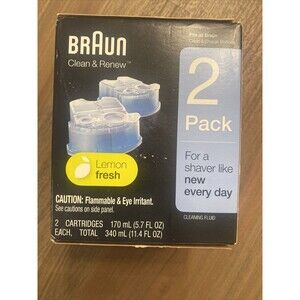 BRAUN
Clean & Renew™
2
Pack
Lemon
fresh
For a
shaver like
new
every day
CAUTION: Flammable & Eye Irritant.
See cautions on side panel.
2 CARTRIDGES 170 mL (5.7 FL OZ)
EACH, TOTAL 340 mL (11.4 FL OZ)
CLEANING FLUID